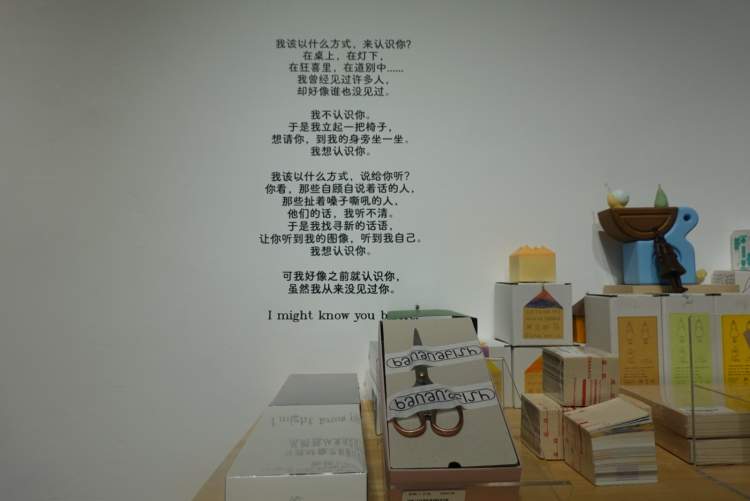 我该以什么方式，来认识你？
在桌上，在灯下，
在狂喜里，在道别中……
我曾经见过许多人，
却好像谁也没见过。
我不认识你。
于是我立起一把椅子，
想请你，到我的身旁坐一坐。
我想认识你。
我该以什么方式，说给你听？
你看，那些自顾自说着话的人，
那些扯着嗓子嘶吼的人，
他们的话，我听不清。
于是我找寻新的话语，
让你听到我的图像，听到我自己。
我想认识你。
可我好像之前就认识你，
虽然我从来没见过你。
I might know you
bananafish
bananafish
I might know